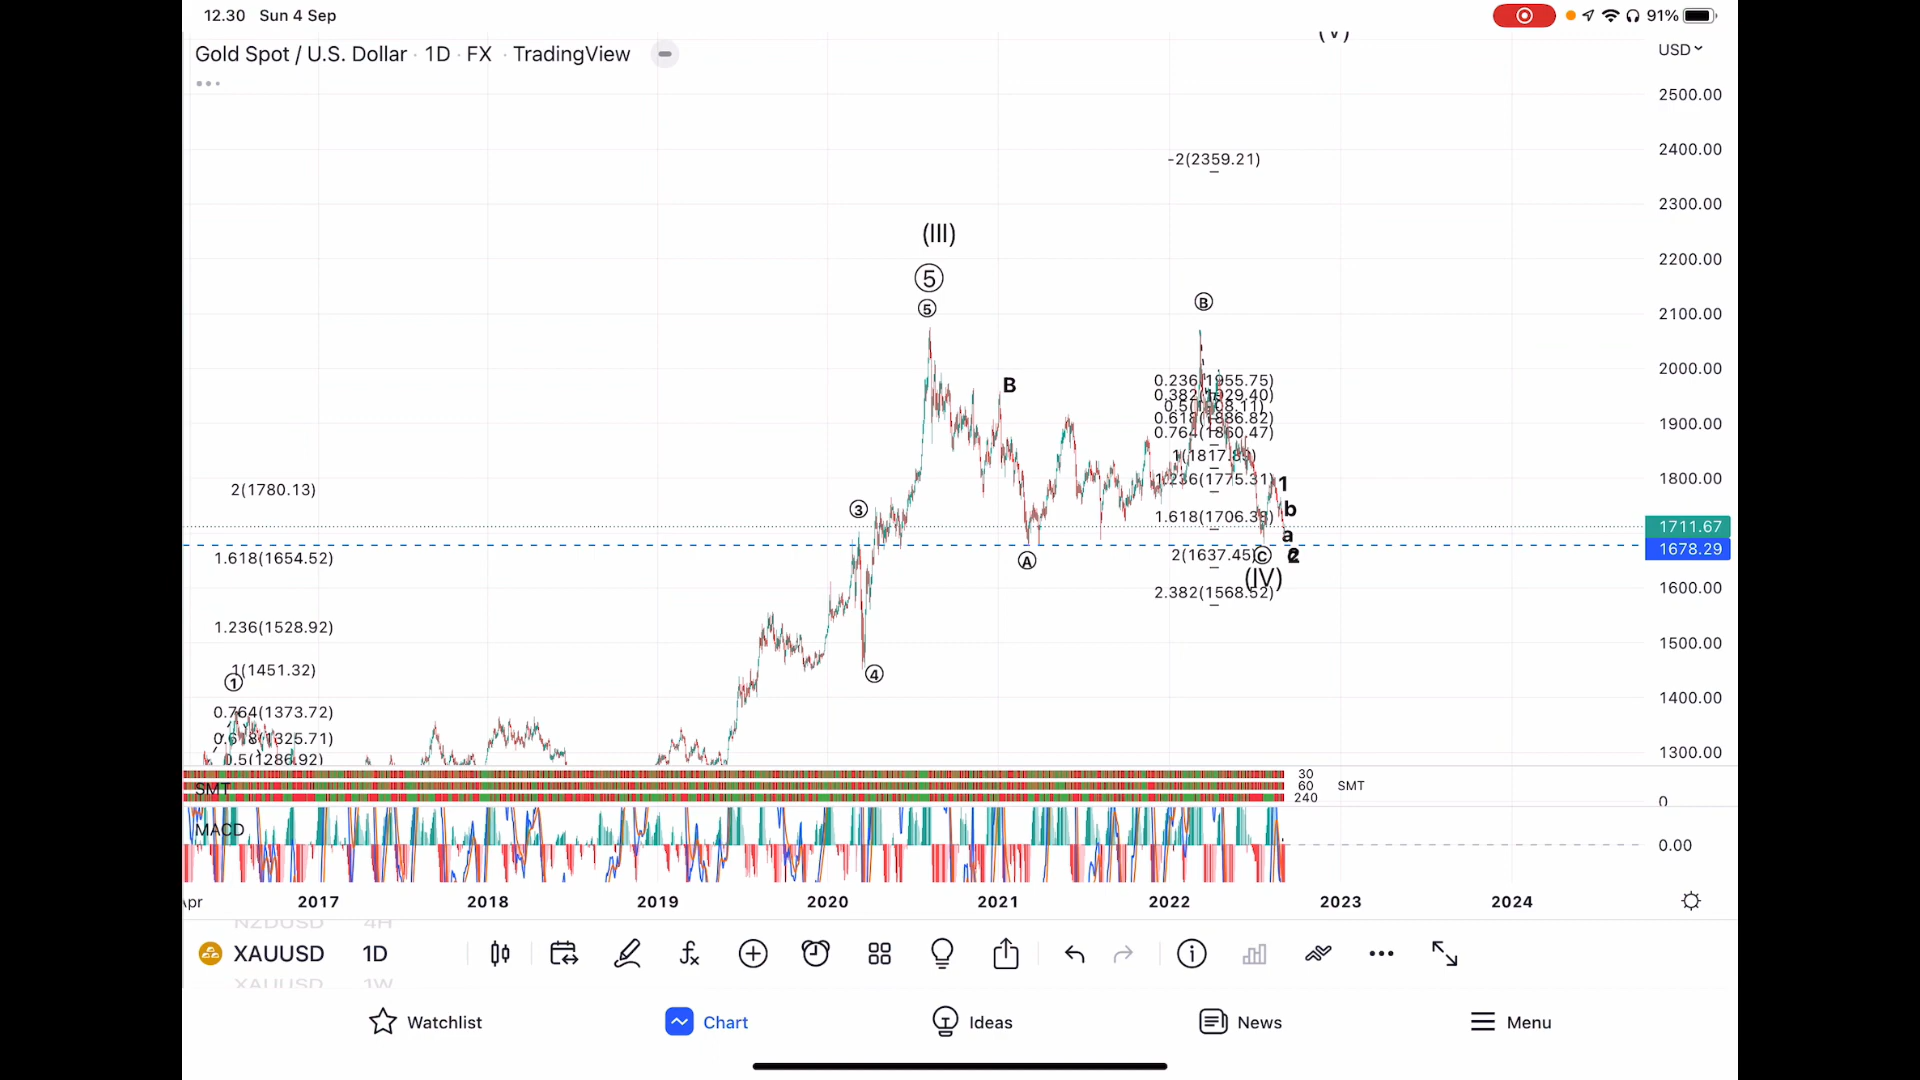 12.30 Sun 4 Sep
91%
(V)
Gold Spot / U.S. Dollar · 1D · FX · TradingView
USD
2500.00
2400.00
-2(2359.21)
2300.00
(III)
2200.00
5
5
B
2100.00
2000.00
0.236(1955.75)
B
0.382(1929.40)
0.5(1908.11)
0.618(1886.82)
1900.00
0.764(1860.47)
1(1817.89)
1800.00
1.236(1775.31)
1
2(1780.13)
3
b
1.618(1706.38)
1711.67
a
1678.29
1.618(1654.52)
A
2(1637.45)
C
2
(IV)
1600.00
2.382(1568.52)
1.236(1528.92)
1500.00
1(1451.32)
4
1
1400.00
0.764(1373.72)
0.618(1325.71)
0.5(1286.92)
1300.00
30
SMT
60
SMT
240
0
MACD
0.00
Apr
2017
2018
2019
2020
2021
2022
2023
2024
NZDUSD 4H
XAUUSD 1D
XAUUSD 1W
Watchlist
Chart
Ideas
News
Menu